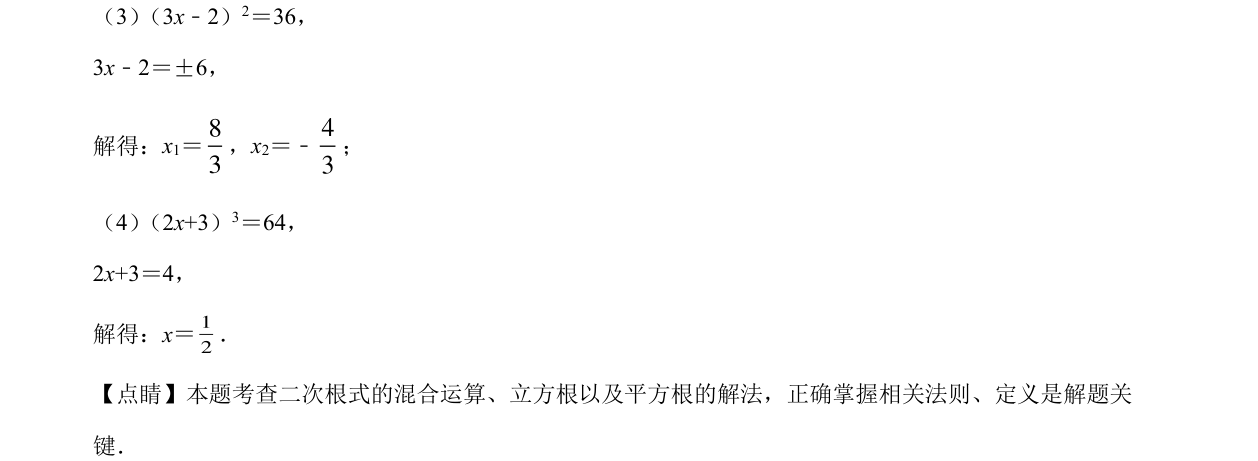 （3）（3x﹣2）²＝36，
3x﹣2＝±6，
解得：x₁＝8/3，x₂＝﹣4/3；
（4）（2x+3）³＝64，
2x+3＝4，
解得：x＝1/2．
【点睛】本题考查二次根式的混合运算、立方根以及平方根的解法，正确掌握相关法则、定义是解题关
键．